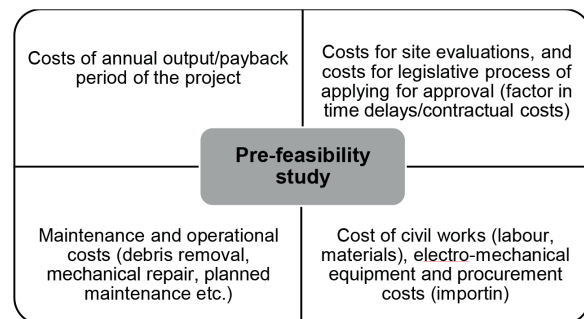 Costs of annual output/payback
period of the project
Costs for site evaluations, and
costs for legislative process of
applying for approval (factor in
time delays/contractual costs)
Pre-feasibility
study
Maintenance and operational
costs (debris removal,
mechanical repair, planned
maintenance etc.)
Cost of civil works (labour,
materials), electro-mechanical
equipment and procurement
costs (importin)